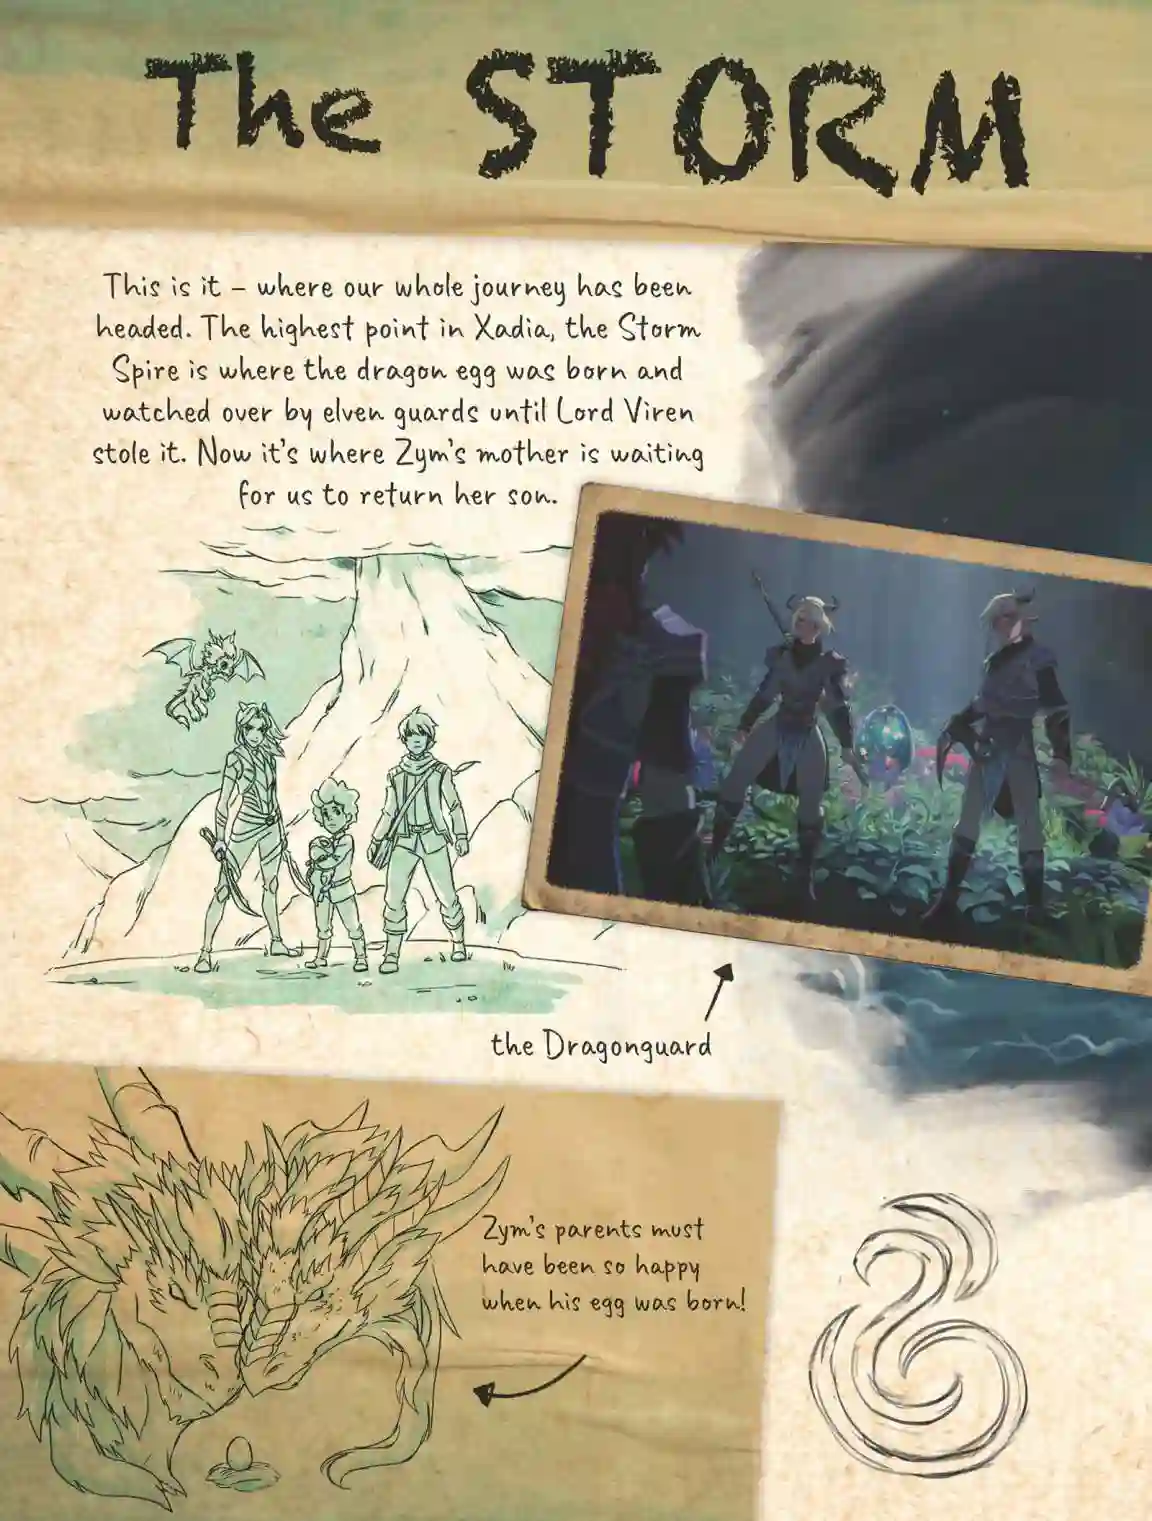 The STORM
This is it – where our whole journey has been
headed. The highest point in Xadia, the Storm
Spire is where the dragon egg was born and
watched over by elven guards until Lord Viren
stole it. Now it's where Zym's mother is waiting
for us to return her son.
the Dragonguard
Zym's parents must
have been so happy
when his egg was born!